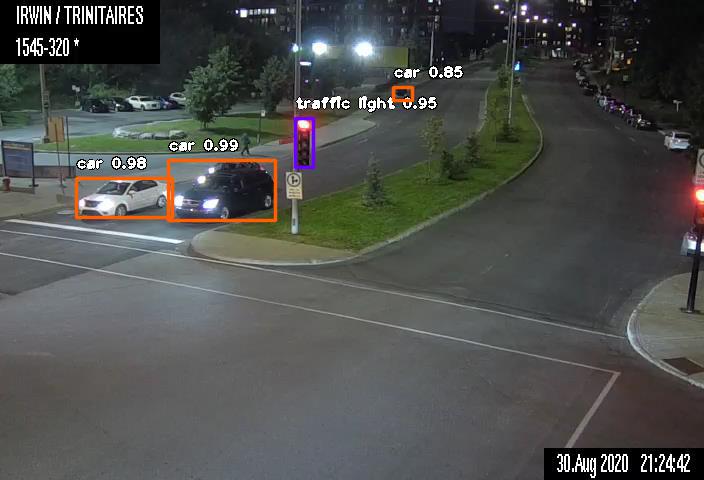 IRWIN / TRINITAIRES
1545-320 *
car 0.85
traffic light 0.95
car 0.99
car 0.98
30.Aug 2020 21:24:42